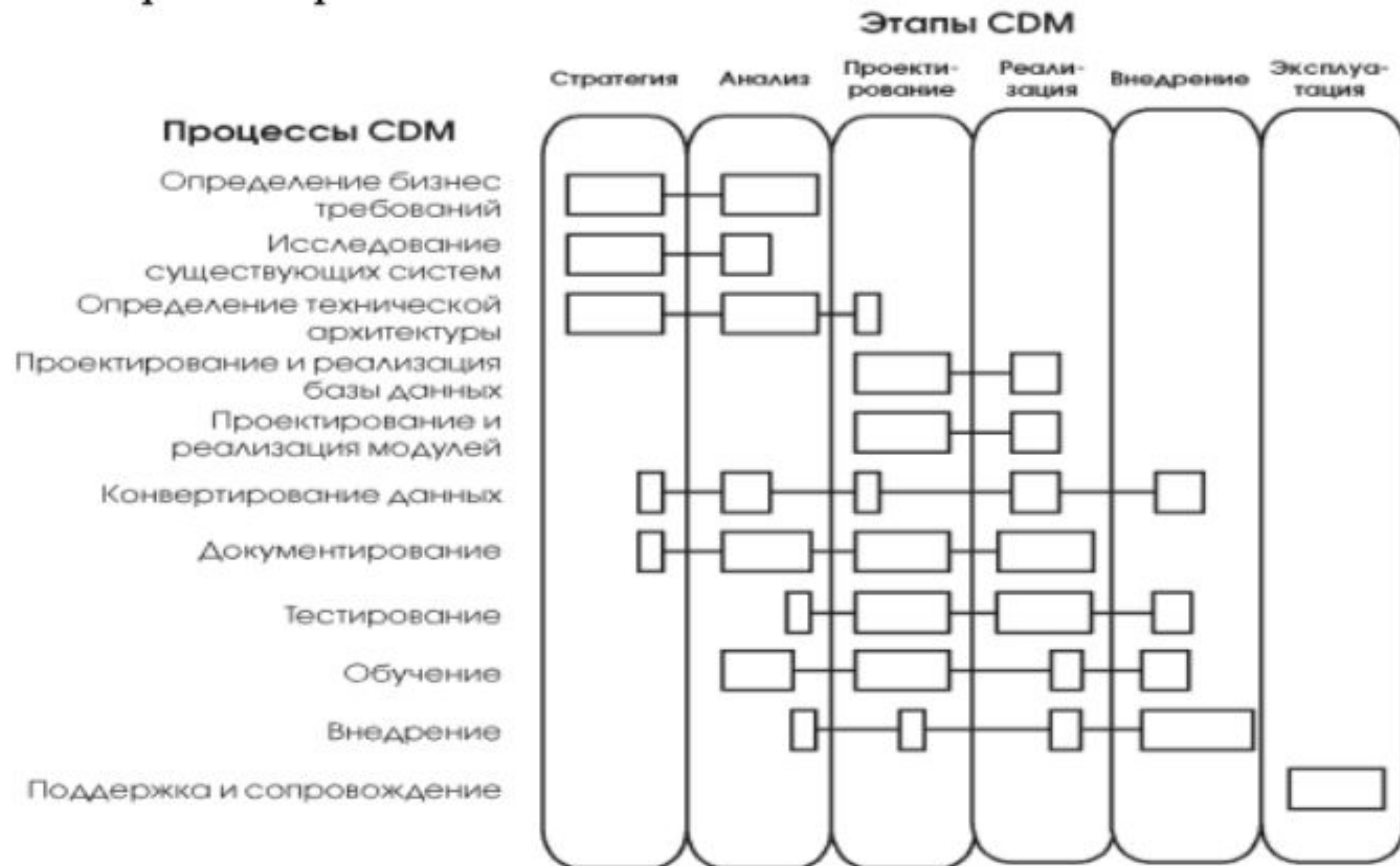 Этапы CDM
Стратегия
Анализ
Проекти-
рование
Реали-
зация
Внедрение
Эксплуа-
тация
Процессы CDM
Определение бизнес
требований
Исследование
существующих систем
Определение технической
архитектуры
Проектирование и реализация
базы данных
Проектирование и
реализация модулей
Конвертирование данных
Документирование
Тестирование
Обучение
Внедрение
Поддержка и сопровождение